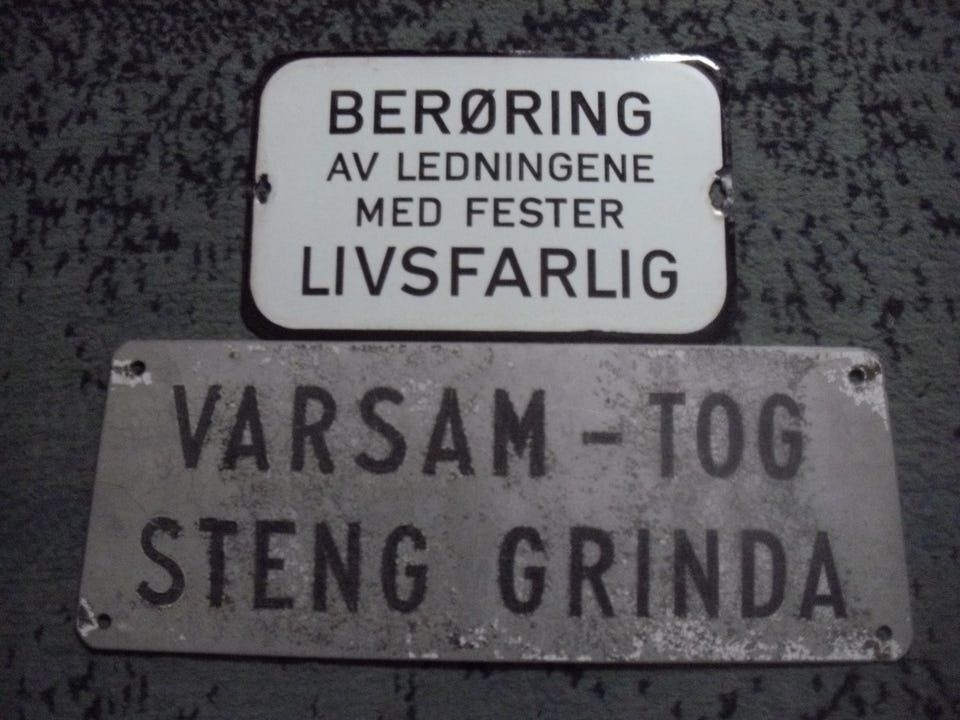 BERØRING
AV LEDNINGENE
MED FESTER
LIVSFARLIG
VARSAM - TOG
STENG GRINDA